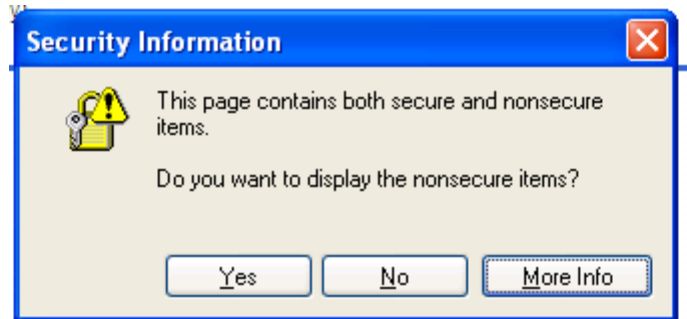 Security Information
This page contains both secure and nonsecure
items.
Do you want to display the nonsecure items?
Yes No More Info